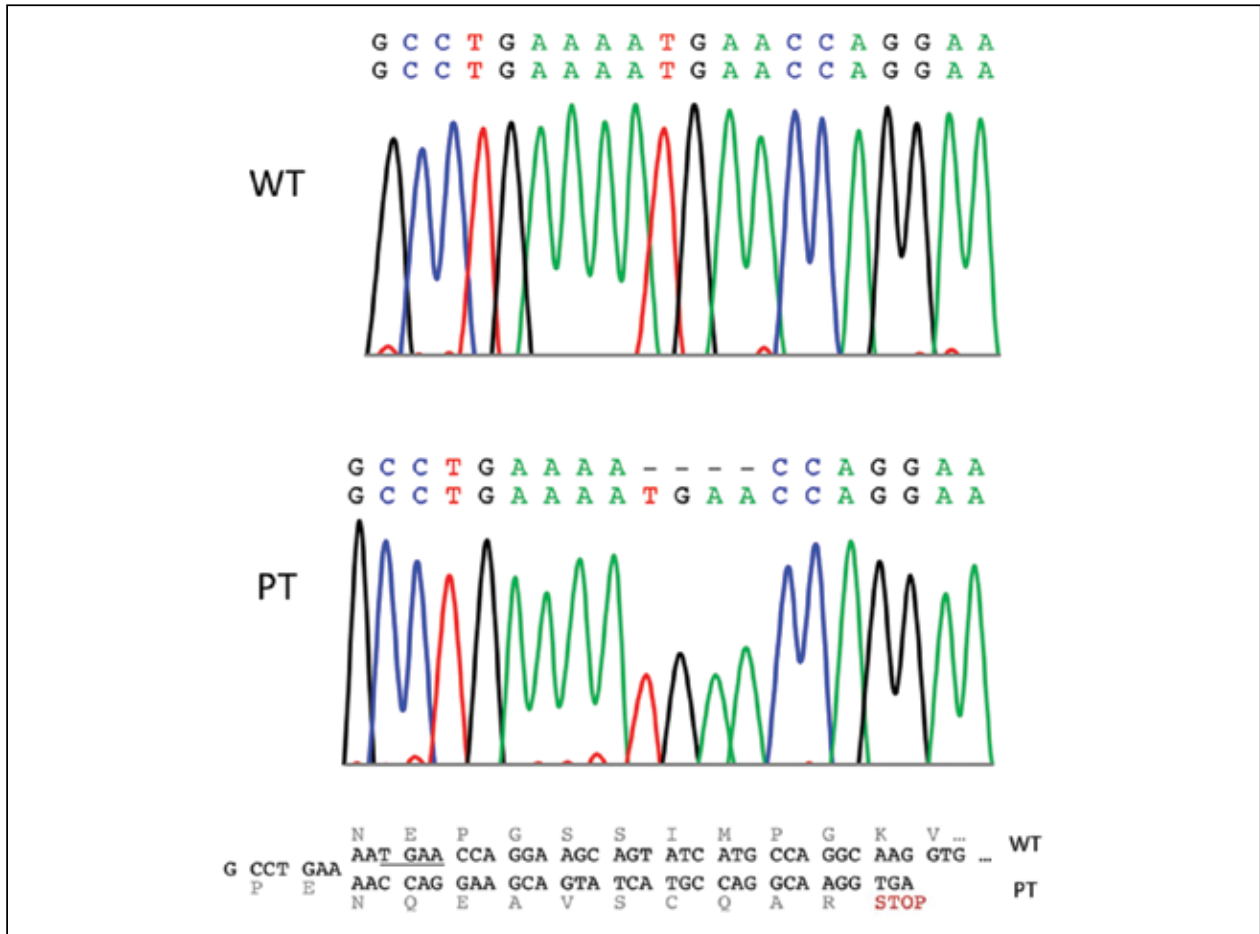 G C C T G A A A A T G A A C C A G G A A
G C C T G A A A A T G A A C C A G G A A
WT
G C C T G A A A A - - - - C C A G G A A
G C C T G A A A A T G A A C C A G G A A
PT
N E P G S S I M P G K V …
AAT GAA CCA GGA AGC AGT ATC ATG CCA GGC AAG GTG … WT
G CCT GAA
P E
AAC CAG GAA GCA GTA TCA TGC CAG GCA AGG TGA PT
N Q E A V S C Q A R STOP